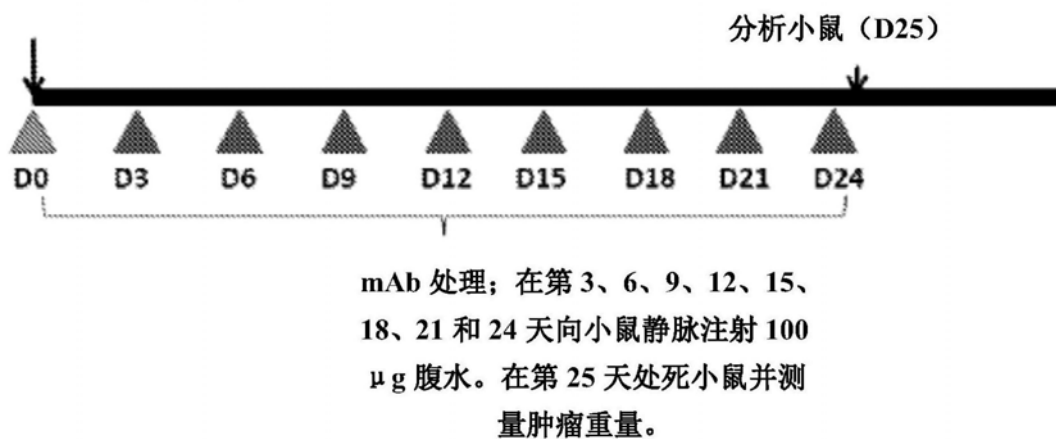 分析小鼠（D25）
D0 D3 D6 D9 D12 D15 D18 D21 D24
mAb 处理；在第 3、6、9、12、15、
18、21 和 24 天向小鼠静脉注射 100
μg 腹水。在第 25 天处死小鼠并测
量肿瘤重量。